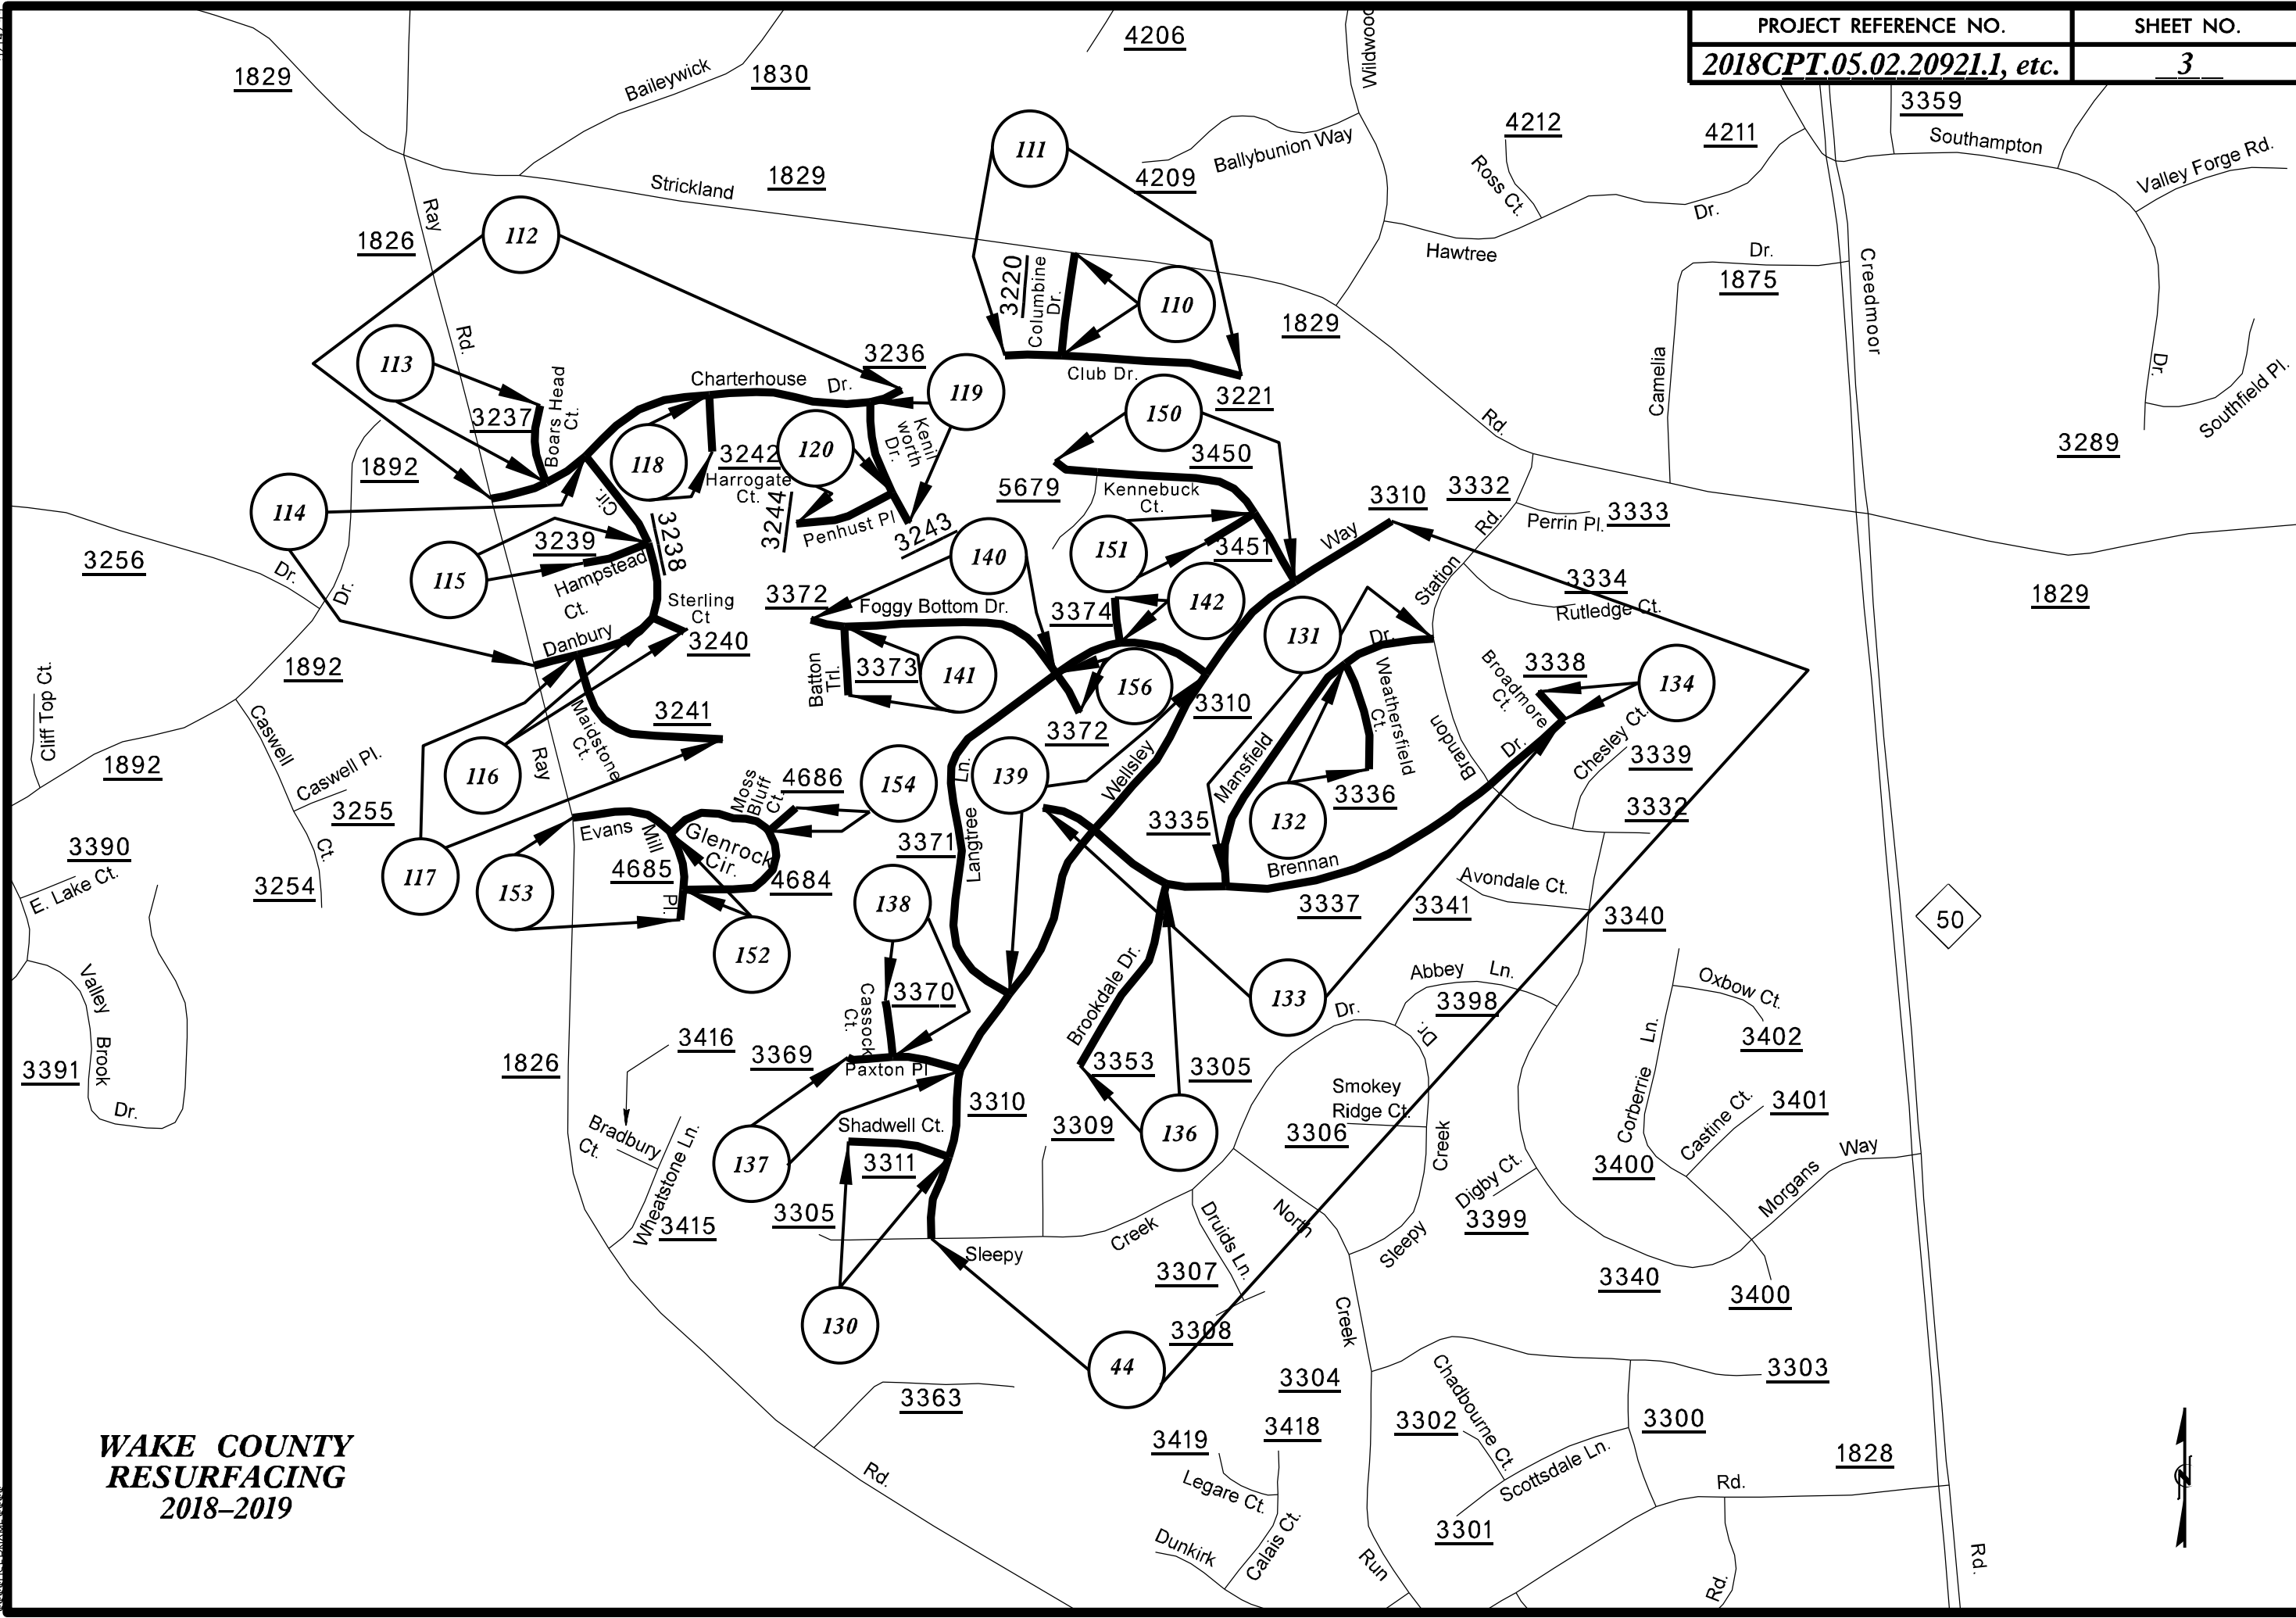 PROJECT REFERENCE NO.
SHEET NO.
2018CPT.05.02.20921.1, etc.
3
4206
1829
Baileywick
1830
Wildwood
3359
4212
4211
Southampton
Valley Forge Rd.
111
Ballybunion Way
4209
Ross Ct.
Strickland
1829
Ray
Dr.
1826
112
Hawtree
Dr.
1875
Creedmoor
3220
Columbine
Dr.
110
1829
Rd.
113
3236
Charterhouse
Dr.
Club Dr.
119
150
3221
Camelia
Dr.
Southfield Pl.
3237
Boars Head
Ct.
Kenil
worth
Dr.
Rd.
3289
118
120
3242
Harrogate
Ct.
3450
1892
Cir.
5679
Kennebuck
Ct.
3310
3332
114
3244
Penhust Pl
3243
Way
Rd.
Perrin Pl.
3333
3239
3238
140
151
3451
3256
115
Hampstead
Ct.
Dr.
Dr.
Station
3334
Rutledge Ct.
1829
Sterling
Ct
3372
Foggy Bottom Dr.
3374
142
131
Dr.
Danbury
3240
1892
Batton
Trl.
3373
141
156
3310
Weathersfield
Ct.
Broadmore
Ct.
3338
134
Cliff Top Ct.
Caswell
Maidstone
Ct.
3241
3372
Brandon
Dr.
Chesley Ct.
3339
1892
Caswell Pl.
116
Ray
Ln.
139
Wellsley
Mansfield
3336
3255
Moss
Bluff
Ct.
4686
154
3335
132
3332
Evans
Mill
Glenrock
Cir.
3390
Ct.
3371
Langtree
Brennan
E. Lake Ct.
3254
117
153
4685
Pl.
4684
138
3337
Avondale Ct.
3341
3340
50
152
Valley
Brook
Dr.
3391
Cassock
Ct.
3370
Brookdale Dr.
133
Abbey Ln.
3398
Dr.
Dr.
Oxbow Ct.
3402
3416
1826
3369
Paxton Pl
3353
3305
Ln.
Corberrie
3310
Smokey
Ridge Ct.
3306
Castine Ct.
3401
Bradbury
Ct.
Wheatstone Ln.
137
Shadwell Ct.
3311
3309
136
Creek
Digby Ct.
3400
Morgans
Way
3415
3305
Sleepy
Creek
Druids Ln.
North
Sleepy
3399
3307
3340
3400
130
44
3308
Creek
3363
3304
Chadbourne Ct.
3303
3302
3300
3419
3418
Legare Ct.
Scottsdale Ln.
1828
Rd.
Rd.
3301
Dunkirk
Calais Ct.
Run
Rd.
Rd.
WAKE COUNTY
RESURFACING
2018–2019
N